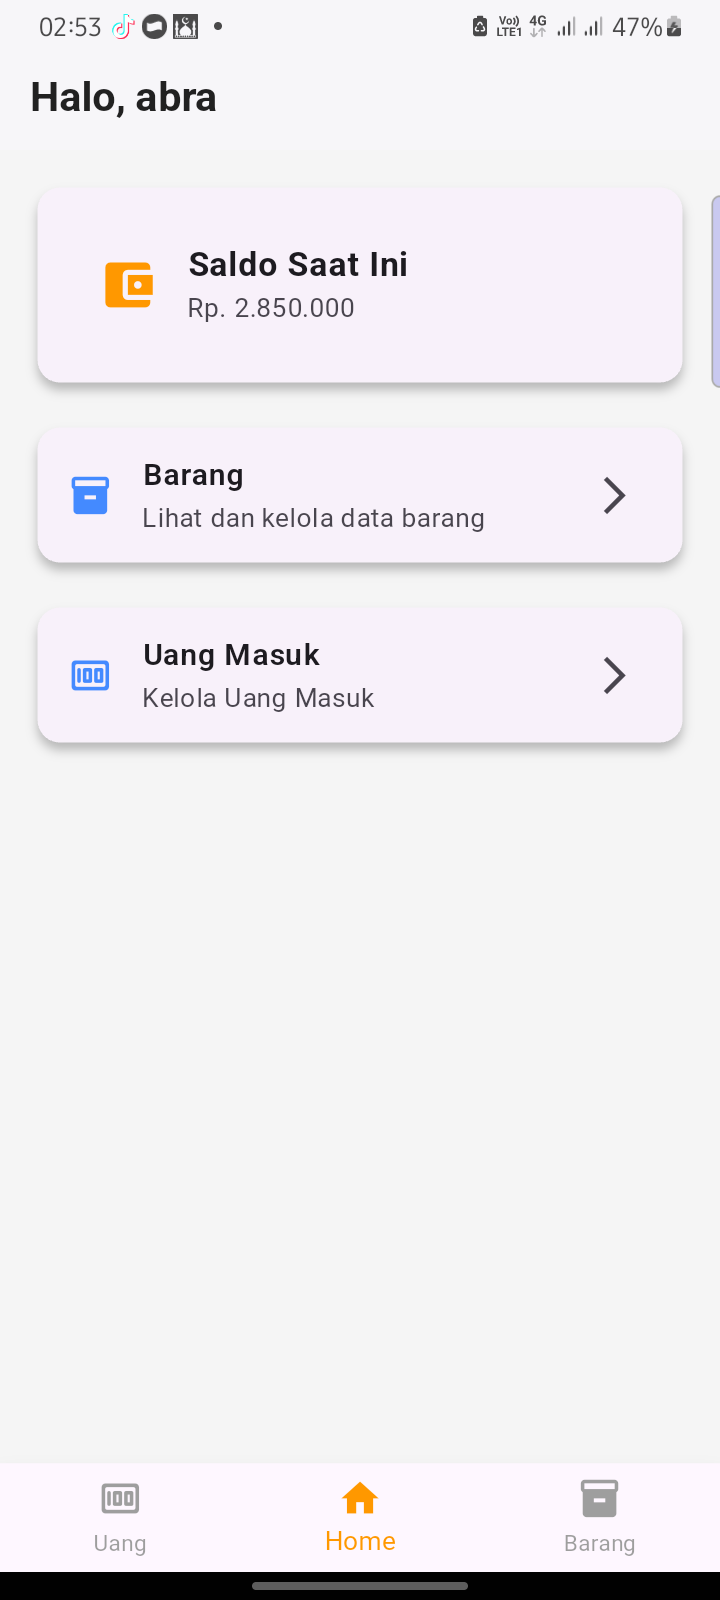 02:53 Vo)) LTE1 4G 47%
Halo, abra
Saldo Saat Ini
Rp. 2.850.000
Barang
Lihat dan kelola data barang
100
Uang Masuk
Kelola Uang Masuk
100
Uang
Home
Barang